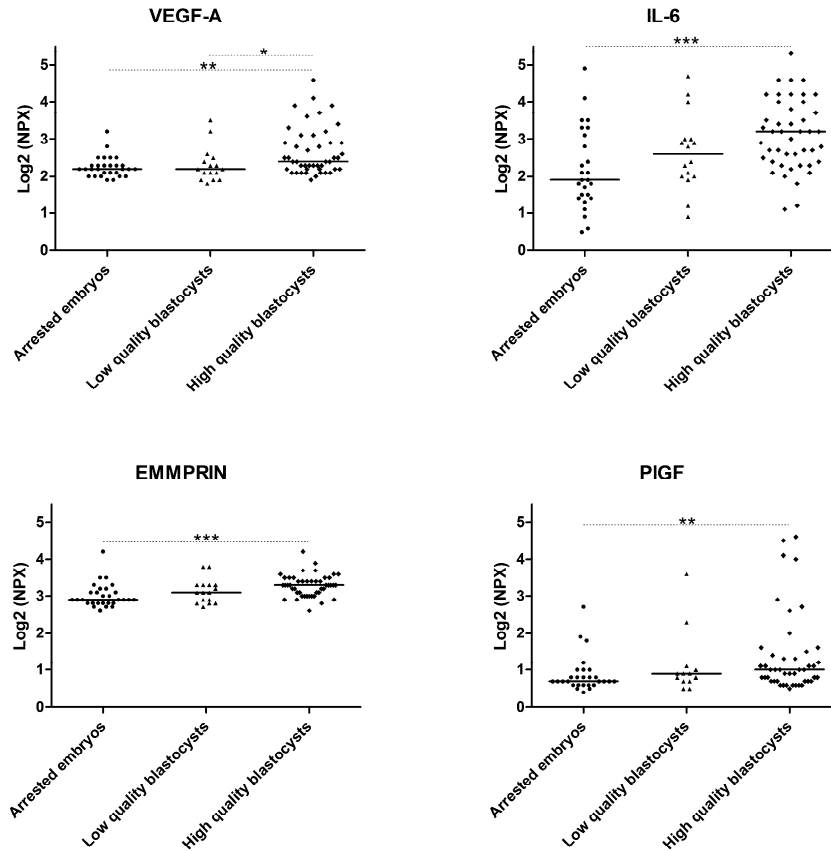 VEGF-A
*
**
5
4
3
2
1
0
Log2 (NPX)
Arrested embryos
Low quality blastocysts
High quality blastocysts
IL-6
***
5
4
3
2
1
0
Log2 (NPX)
Arrested embryos
Low quality blastocysts
High quality blastocysts
EMMPRIN
***
5
4
3
2
1
0
Log2 (NPX)
Arrested embryos
Low quality blastocysts
High quality blastocysts
PIGF
**
5
4
3
2
1
0
Log2 (NPX)
Arrested embryos
Low quality blastocysts
High quality blastocysts